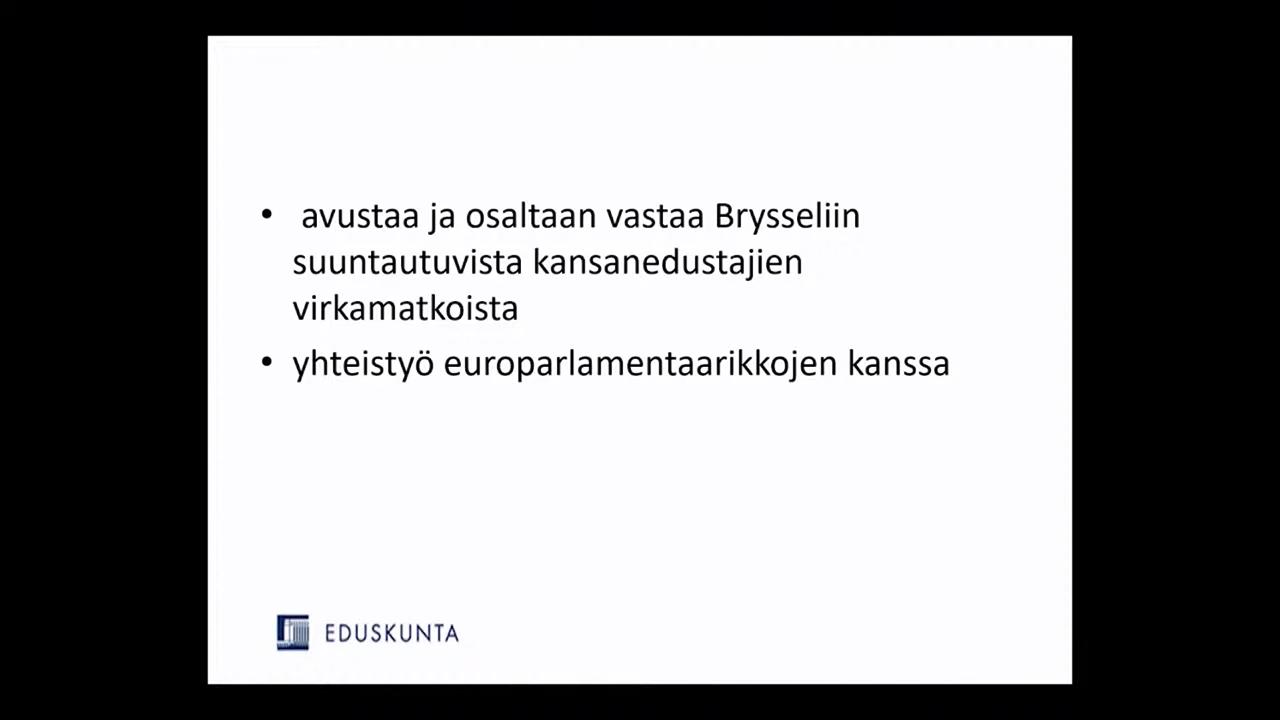 • avustaa ja osaltaan vastaa Brysseliin
suuntautuvista kansanedustajien
virkamatkoista
• yhteistyö europarlamentaarikkojen kanssa
EDUSKUNTA